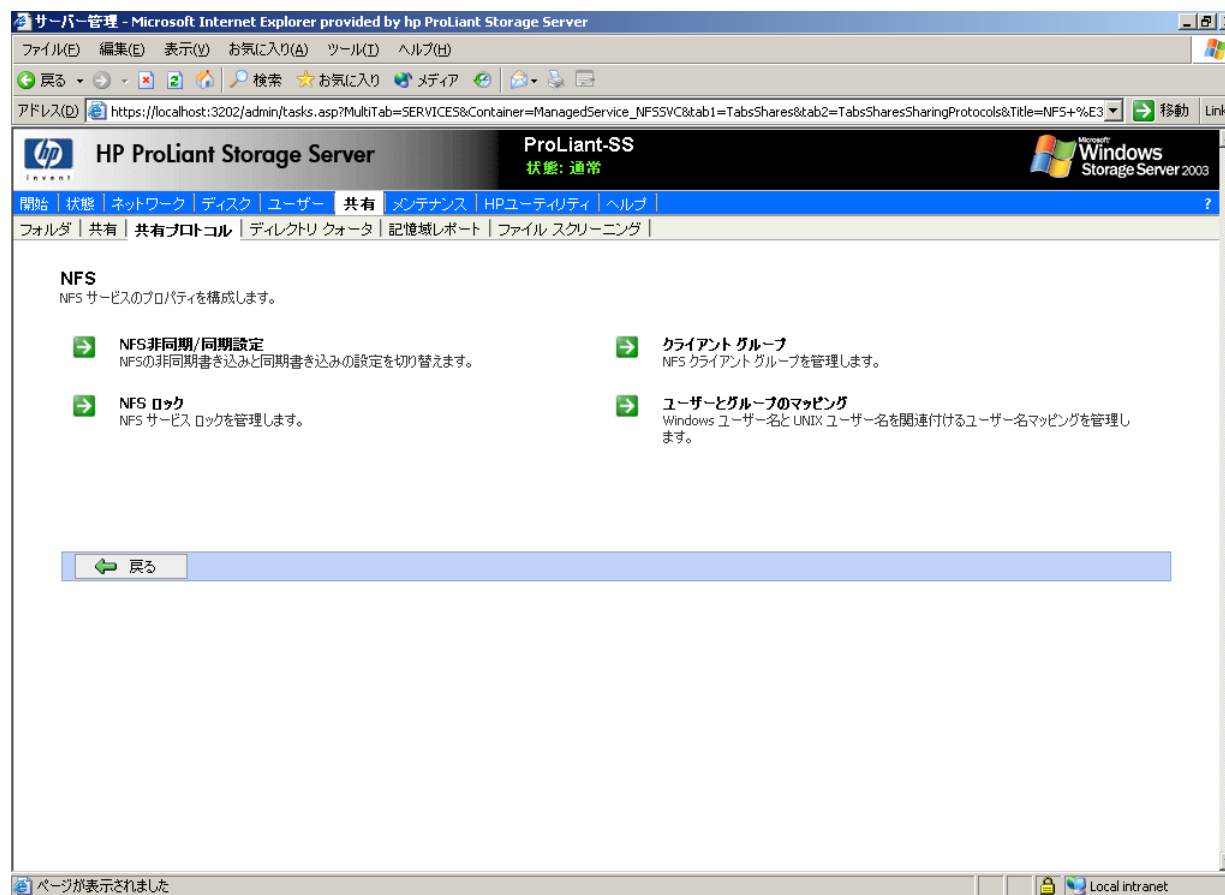 サーバー管理 - Microsoft Internet Explorer provided by hp ProLiant Storage Server
ファイル(F) 編集(E) 表示(V) お気に入り(A) ツール(T) ヘルプ(H)
戻る 検索 お気に入り メディア
アドレス(D) https://localhost:3202/admin/tasks.asp?MultiTab=SERVICES&Container=ManagedService_NFSSVC&tab1=TabsShares&tab2=TabsSharesSharingProtocols&Title=NFS+%E3 移動 Link
hp invent HP ProLiant Storage Server
ProLiant-SS
状態: 通常
Microsoft Windows Storage Server 2003
開始 状態 ネットワーク ディスク ユーザー 共有 メンテナンス HPユーティリティ ヘルプ ?
フォルダ 共有 共有プロトコル ディレクトリ クォータ 記憶域レポート ファイル スクリーニング
NFS
NFS サービスのプロパティを構成します。
NFS非同期/同期設定
NFSの非同期書き込みと同期書き込みの設定を切り替えます。
クライアント グループ
NFS クライアント グループを管理します。
NFS ロック
NFS サービス ロックを管理します。
ユーザーとグループのマッピング
Windows ユーザー名と UNIX ユーザー名を関連付けるユーザー名マッピングを管理し
ます。
戻る
ページが表示されました Local intranet